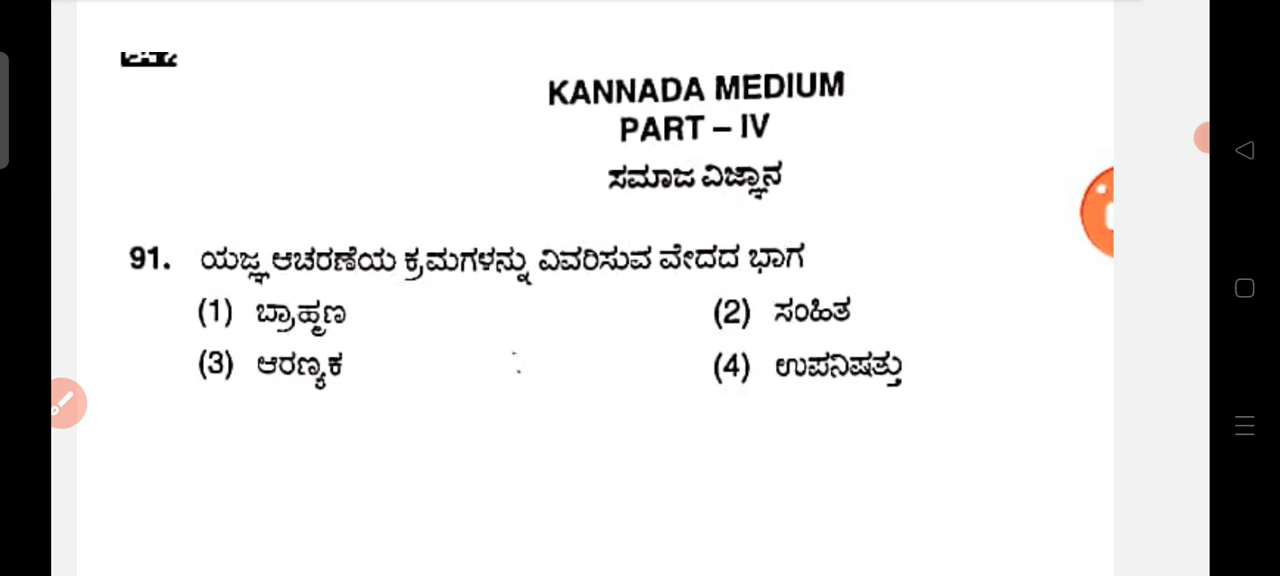 KANNADA MEDIUM
PART – IV
ಸಮಾಜ ವಿಜ್ಞಾನ
91. ಯಜ್ಞ ಆಚರಣೆಯ ಕ್ರಮಗಳನ್ನು ವಿವರಿಸುವ ವೇದದ ಭಾಗ
(1) ಬ್ರಾಹ್ಮಣ (2) ಸಂಹಿತ
(3) ಆರಣ್ಯಕ (4) ಉಪನಿಷತ್ತು